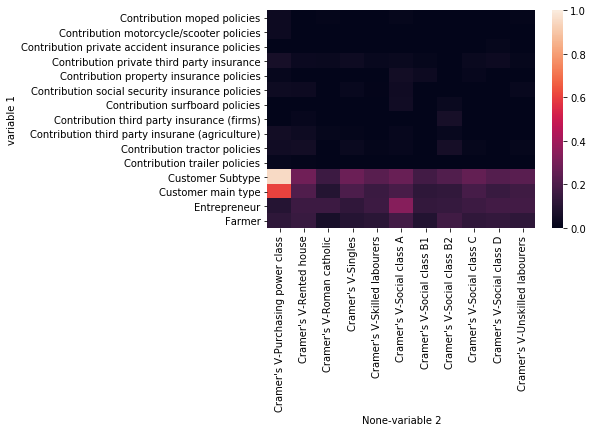 Contribution moped policies
Contribution motorcycle/scooter policies
Contribution private accident insurance policies
Contribution private third party insurance
Contribution property insurance policies
Contribution social security insurance policies
Contribution surfboard policies
Contribution third party insurance (firms)
Contribution third party insurane (agriculture)
Contribution tractor policies
Contribution trailer policies
Customer Subtype
Customer main type
Entrepreneur
Farmer
variable 1
Cramer's V-Purchasing power class
Cramer's V-Rented house
Cramer's V-Roman catholic
Cramer's V-Singles
Cramer's V-Skilled labourers
Cramer's V-Social class A
Cramer's V-Social class B1
Cramer's V-Social class B2
Cramer's V-Social class C
Cramer's V-Social class D
Cramer's V-Unskilled labourers
None-variable 2
1.0
0.8
0.6
0.4
0.2
0.0